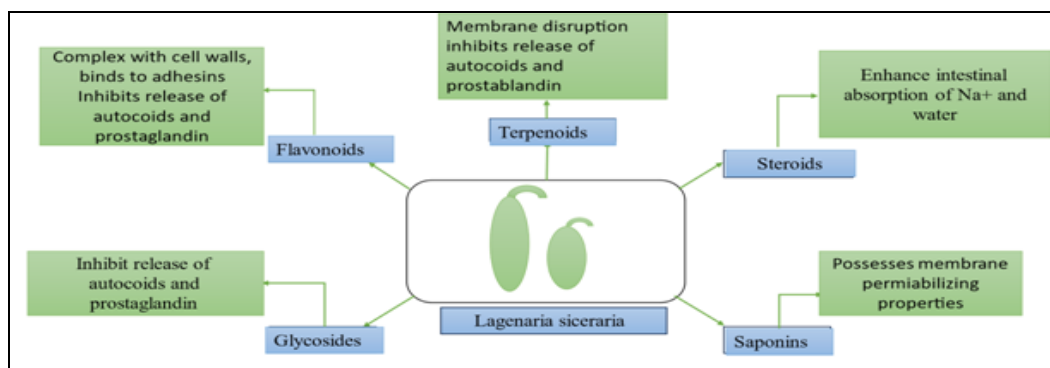 Membrane disruption
inhibits release of
autocoids and
prostablandin
Complex with cell walls,
binds to adhesins
Inhibits release of
autocoids and
prostaglandin
Enhance intestinal
absorption of Na+ and
water
Terpenoids
Flavonoids
Steroids
Inhibit release of
autocoids and
prostaglandin
Possesses membrane
permiabilizing
properties
Lagenaria siceraria
Glycosides
Saponins